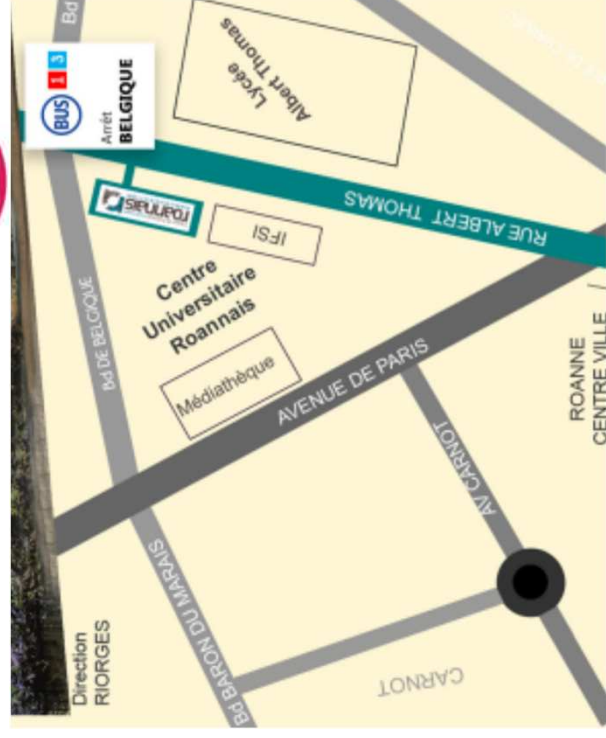 Bd
BUS 1 3
Arrêt
BELGIQUE
Lycée
Albert Thomas
roannais
IFSI
RUE ALBERT THOMAS
Centre
Universitaire
Roannais
Bd DE BELGIQUE
Médiathèque
AVENUE DE PARIS
ROANNE
CENTRE VILLE
AV CARNOT
Bd BARON DU MARAIS
Direction
RIORGES
CARNOT